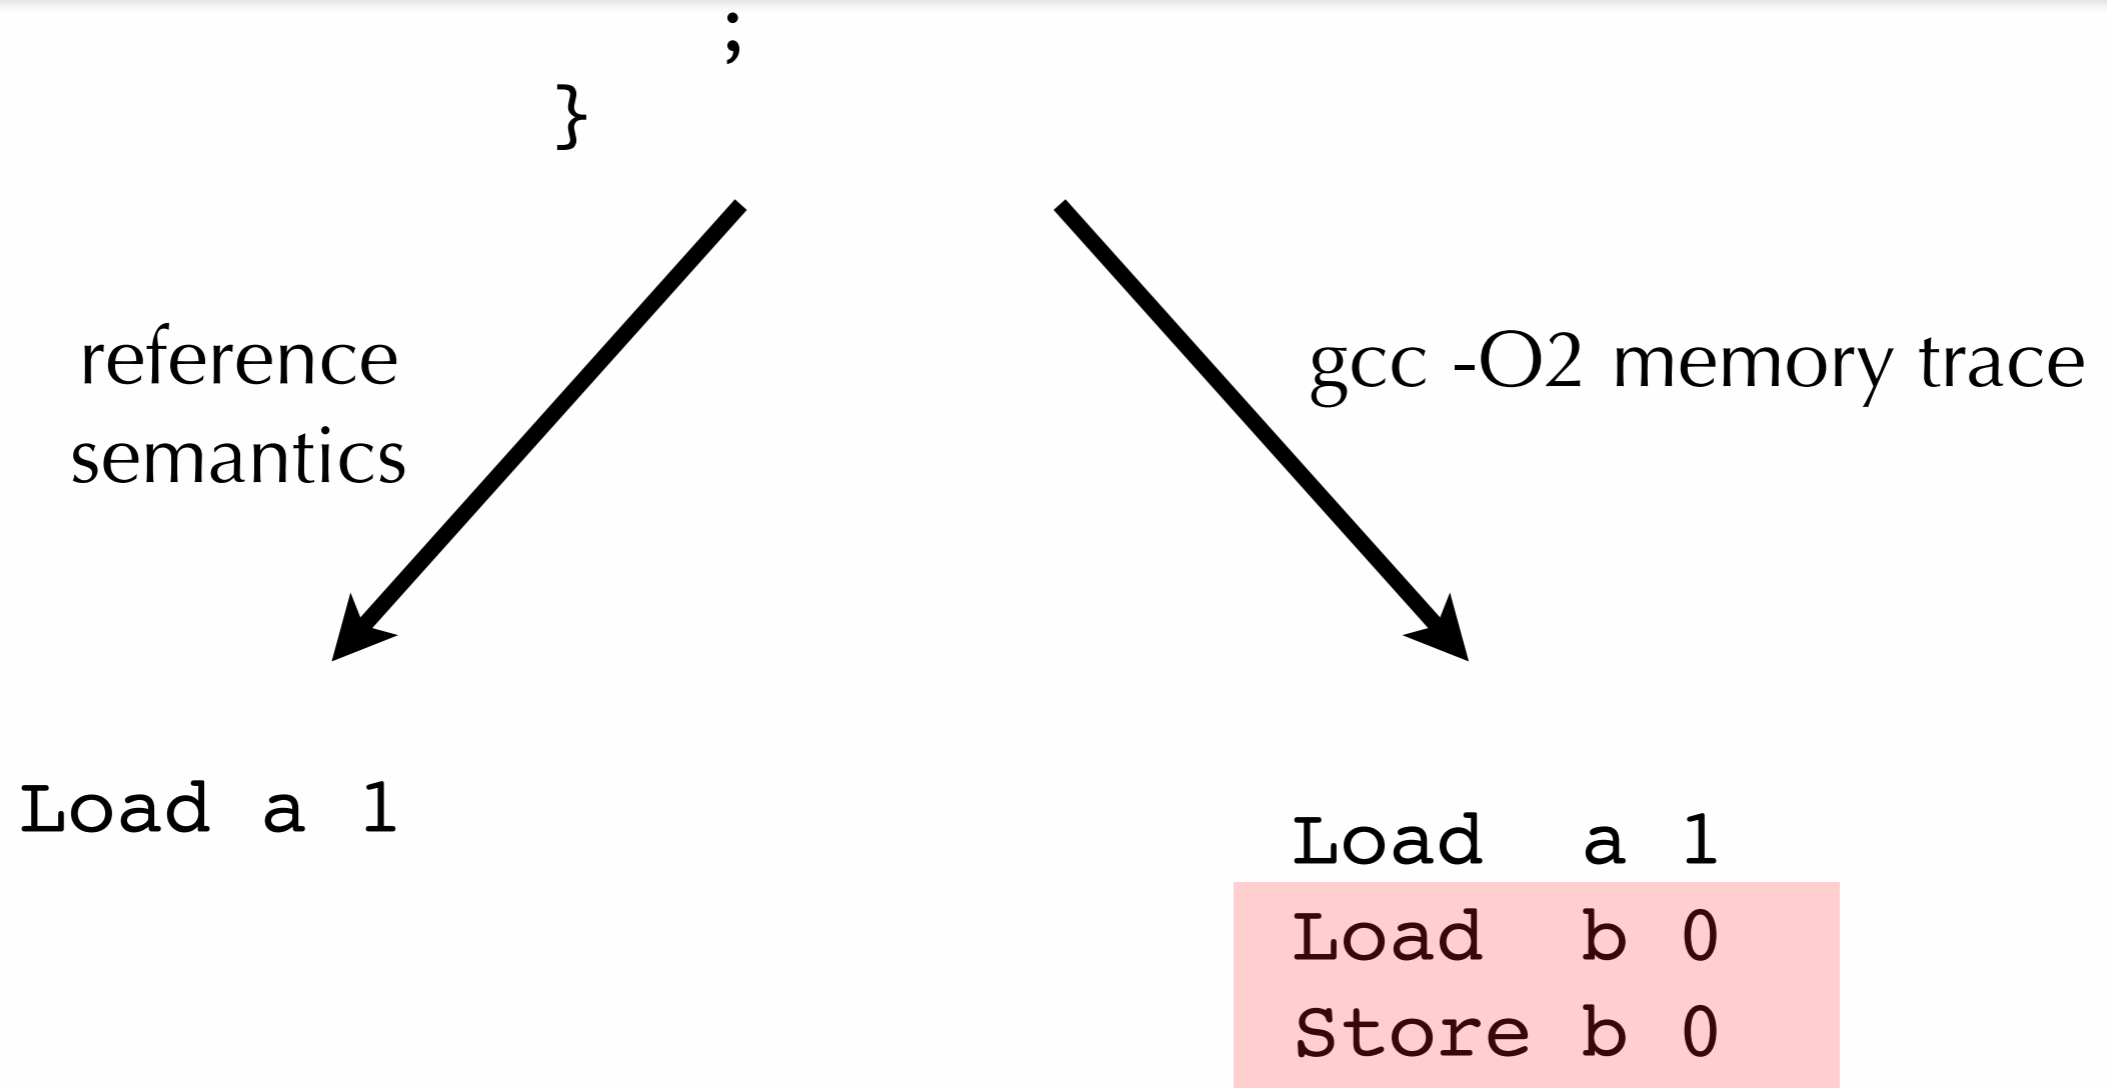 ;
}
reference
semantics
gcc -O2 memory trace
Load a 1
Load a 1
Load b 0
Store b 0